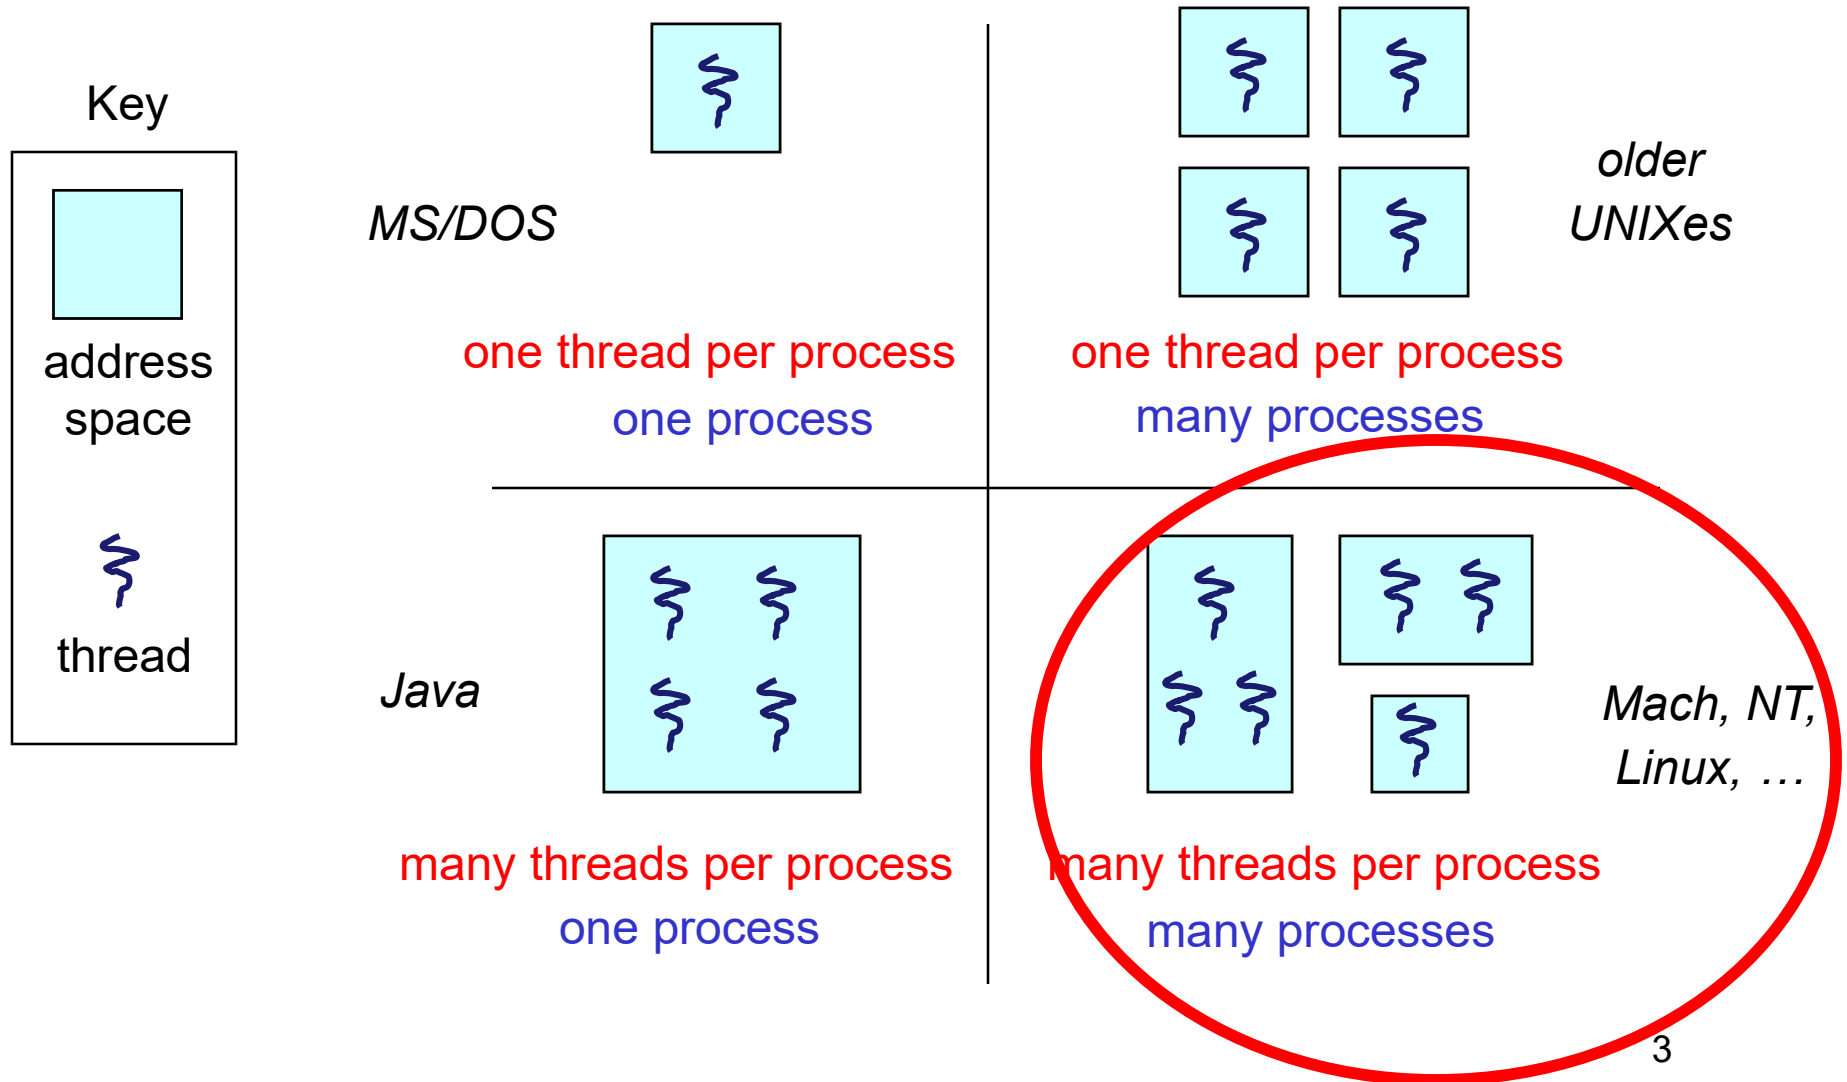 Key
address
space
thread
MS/DOS
one thread per process
one process
older
UNIXes
one thread per process
many processes
Java
many threads per process
one process
Mach, NT,
Linux, …
many threads per process
many processes
3